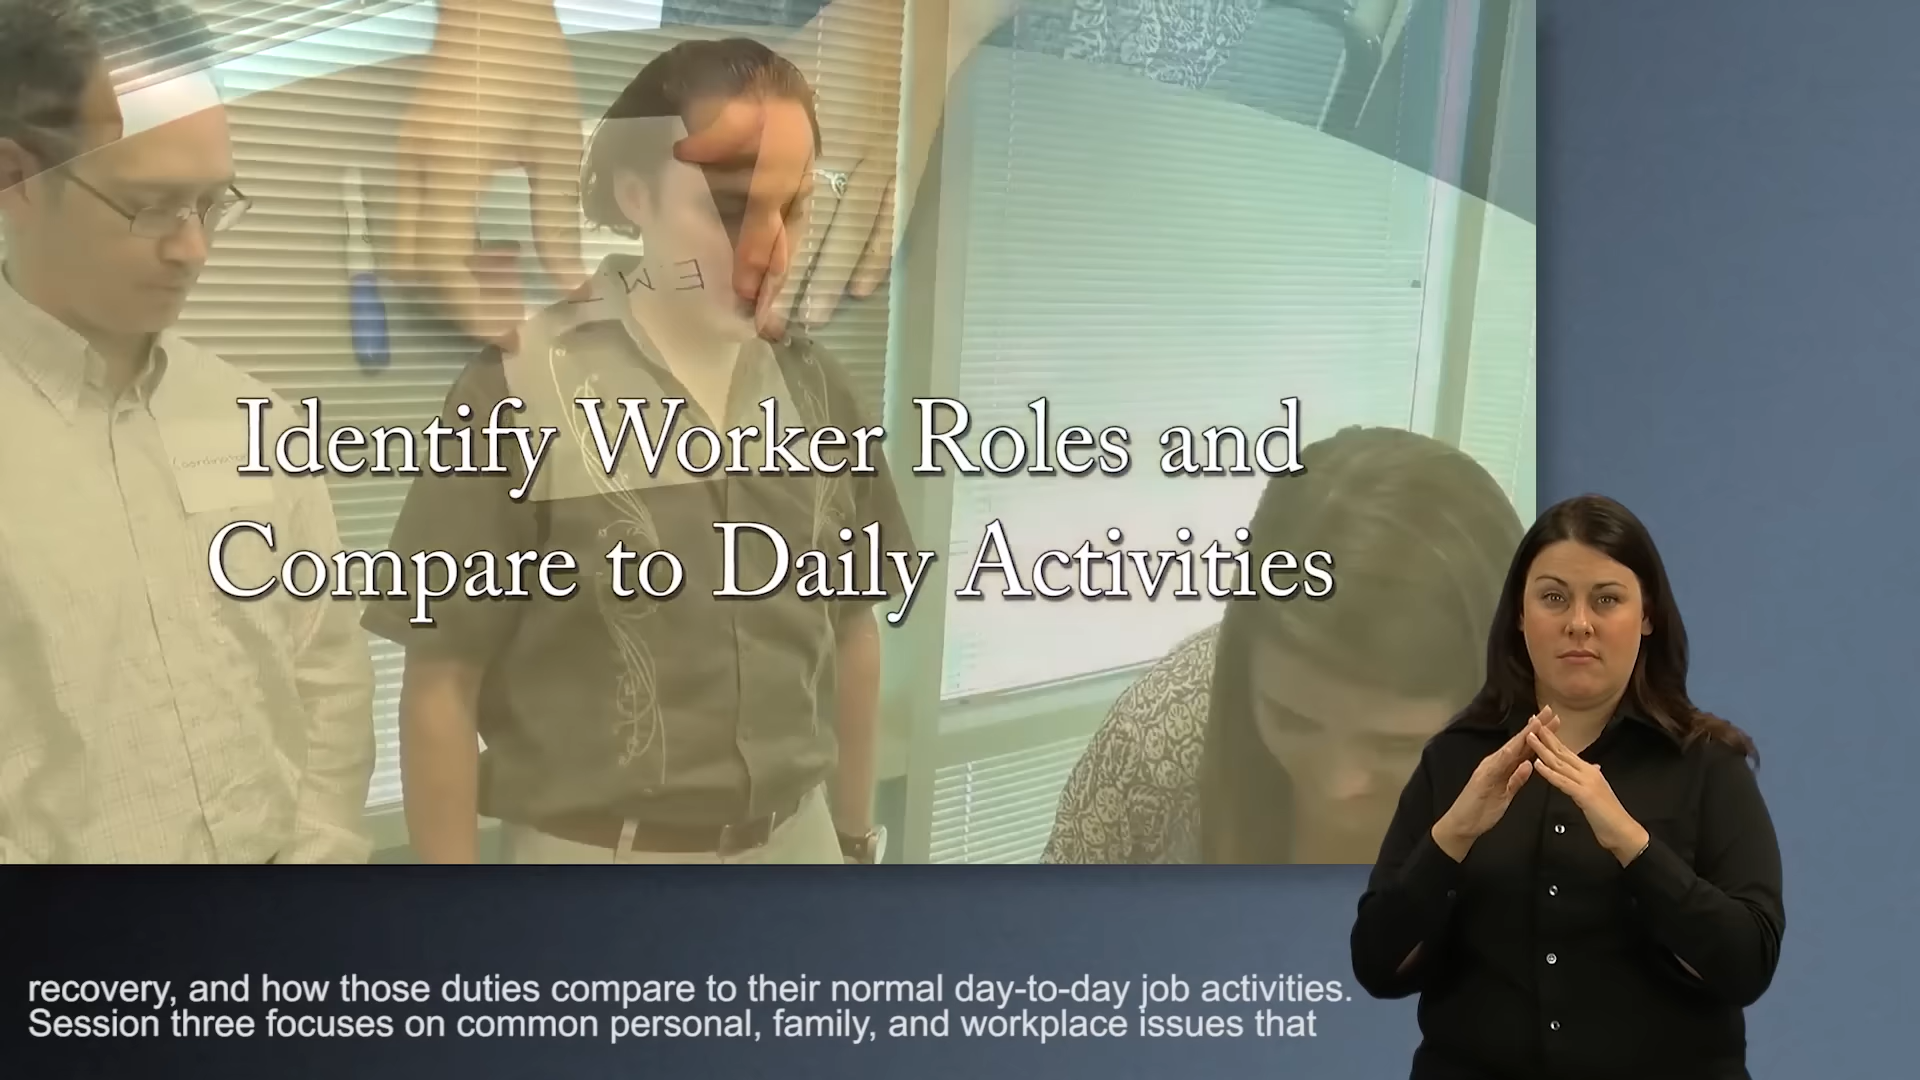 Identify Worker Roles and
Compare to Daily Activities
recovery, and how those duties compare to their normal day-to-day job activities.
Session three focuses on common personal, family, and workplace issues that